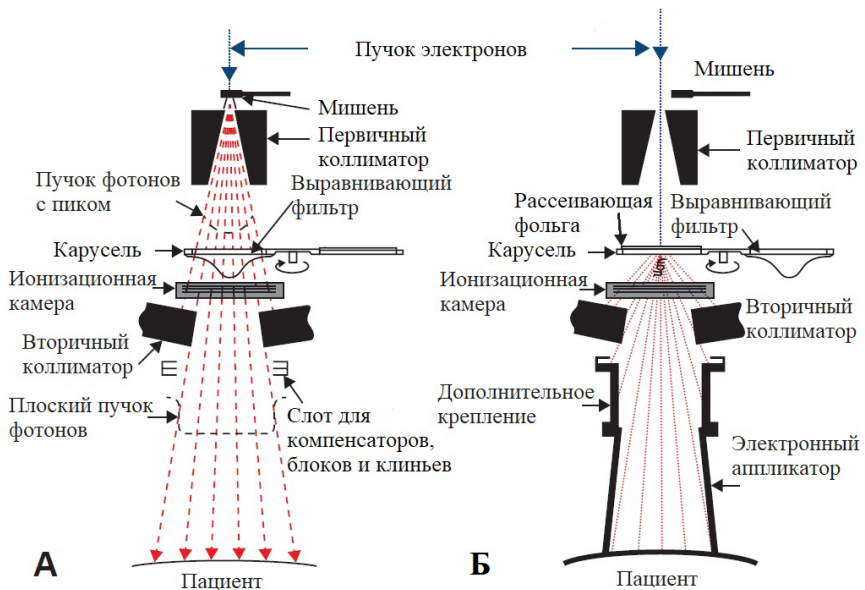 Пучок электронов
Мишень
Первичный
коллиматор
Пучок фотонов
с пиком
Выравнивающий
фильтр
Карусель
Ионизационная
камера
Вторичный
коллиматор
Плоский пучок
фотонов
Слот для
компенсаторов,
блоков и клиньев
А
Пациент
Мишень
Первичный
коллиматор
Рассеивающая
фольга
Выравнивающий
фильтр
Карусель
Ионизационная
камера
Вторичный
коллиматор
Дополнительное
крепление
Электронный
аппликатор
Б
Пациент